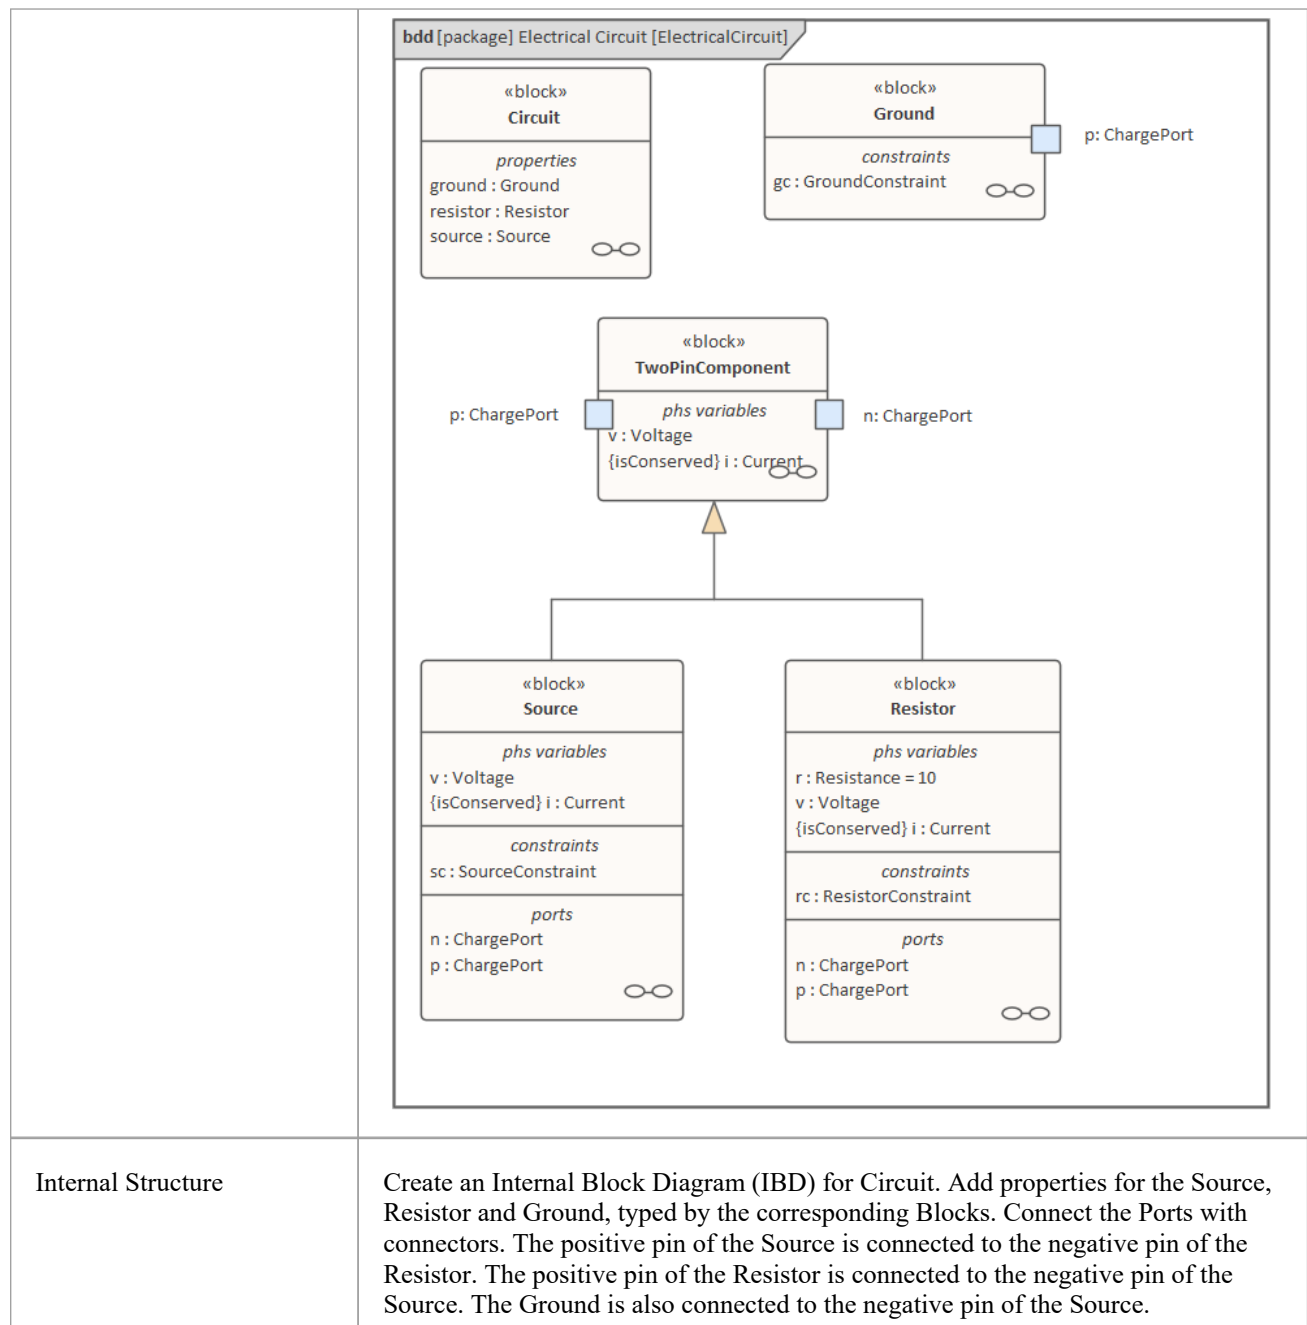 bdd [package] Electrical Circuit [ElectricalCircuit]
«block»
Circuit
properties
ground : Ground
resistor : Resistor
source : Source
«block»
Ground
constraints
gc : GroundConstraint
p: ChargePort
«block»
TwoPinComponent
phs variables
v : Voltage
{isConserved} i : Current
p: ChargePort
n: ChargePort
«block»
Source
phs variables
v : Voltage
{isConserved} i : Current
constraints
sc : SourceConstraint
ports
n : ChargePort
p : ChargePort
«block»
Resistor
phs variables
r : Resistance = 10
v : Voltage
{isConserved} i : Current
constraints
rc : ResistorConstraint
ports
n : ChargePort
p : ChargePort
Internal Structure
Create an Internal Block Diagram (IBD) for Circuit. Add properties for the Source,
Resistor and Ground, typed by the corresponding Blocks. Connect the Ports with
connectors. The positive pin of the Source is connected to the negative pin of the
Resistor. The positive pin of the Resistor is connected to the negative pin of the
Source. The Ground is also connected to the negative pin of the Source.